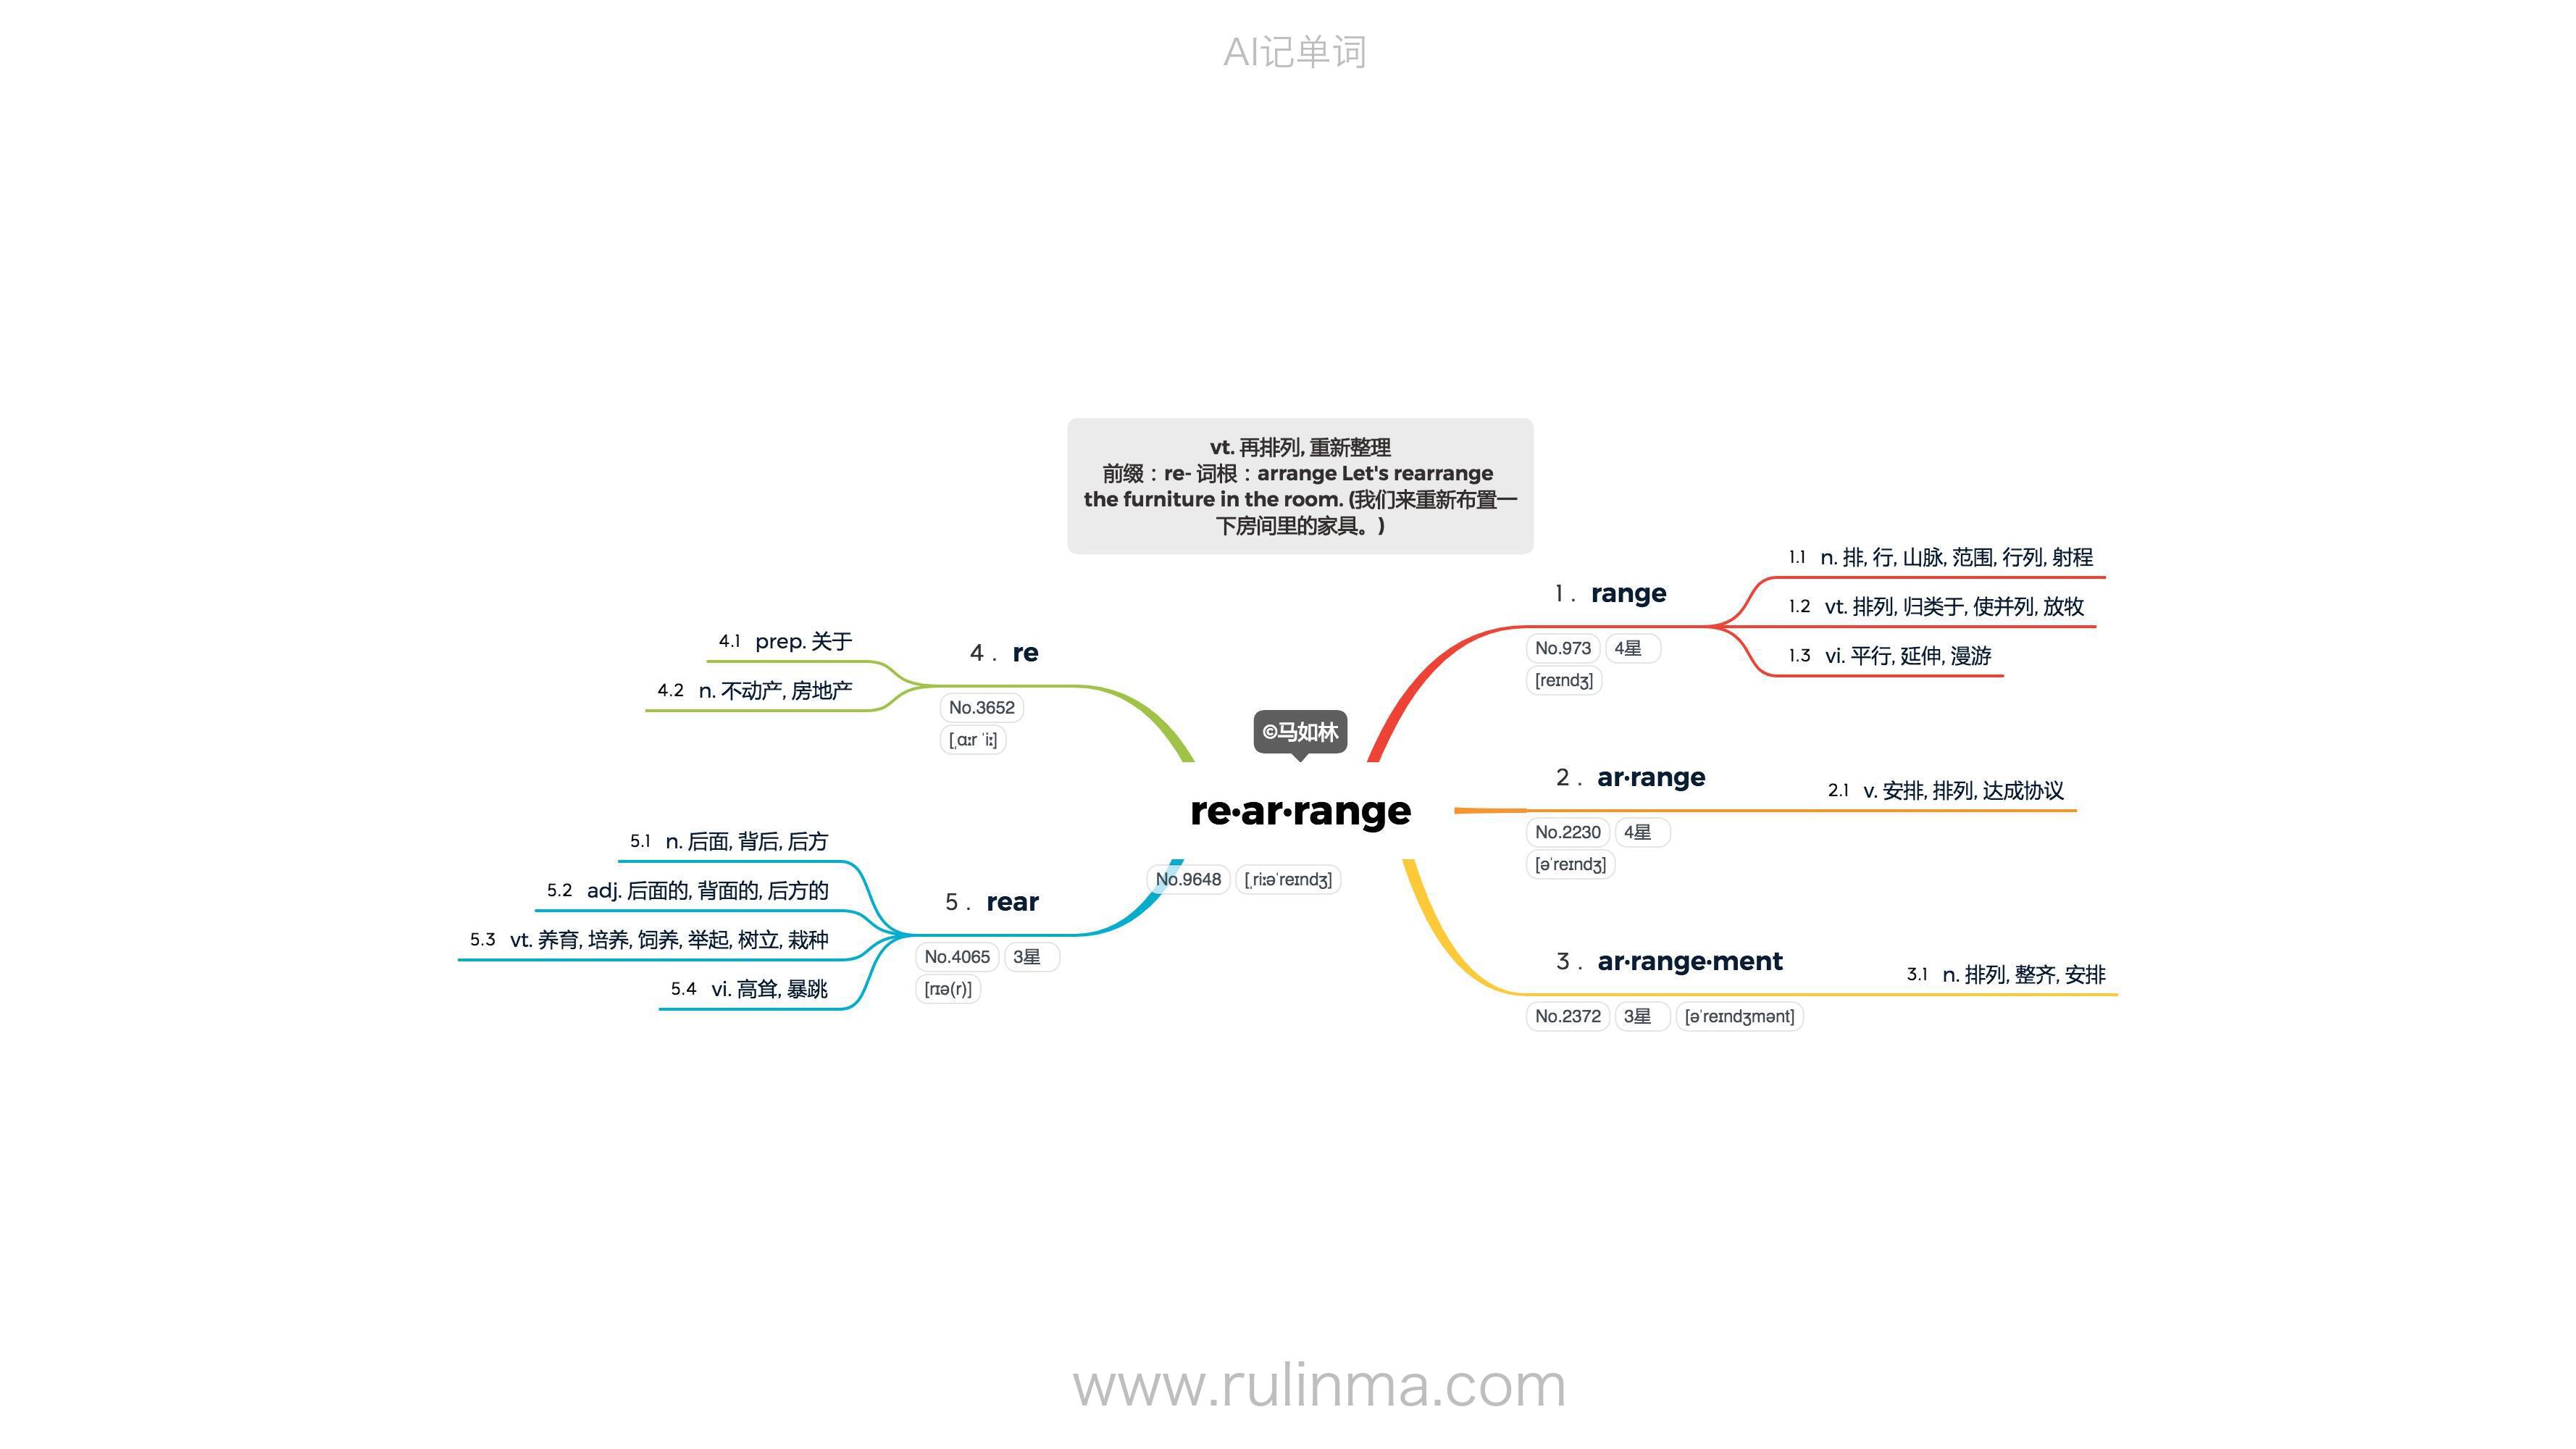 AI记单词
vt. 再排列, 重新整理
前缀：re- 词根：arrange Let's rearrange
the furniture in the room. (我们来重新布置一
下房间里的家具。)
©马如林
re·ar·range
No.9648 [ˌriːəˈreɪndʒ]
1. range
No.973 4星
[reɪndʒ]
1.1 n. 排, 行, 山脉, 范围, 行列, 射程
1.2 vt. 排列, 归类于, 使并列, 放牧
1.3 vi. 平行, 延伸, 漫游
2. ar·range
No.2230 4星
[əˈreɪndʒ]
2.1 v. 安排, 排列, 达成协议
3. ar·range·ment
No.2372 3星 [əˈreɪndʒmənt]
3.1 n. 排列, 整齐, 安排
4. re
No.3652
[ˌɑːr ˈiː]
4.1 prep. 关于
4.2 n. 不动产, 房地产
5. rear
No.4065 3星
[rɪə(r)]
5.1 n. 后面, 背后, 后方
5.2 adj. 后面的, 背面的, 后方的
5.3 vt. 养育, 培养, 饲养, 举起, 树立, 栽种
5.4 vi. 高耸, 暴跳
www.rulinma.com